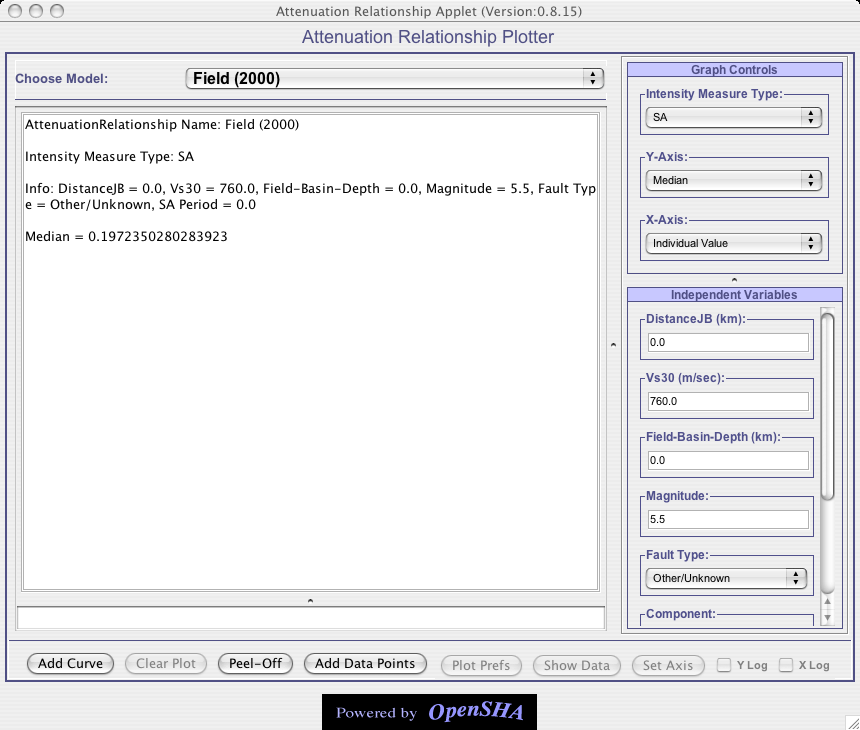 Attenuation Relationship Applet (Version:0.8.15)
Attenuation Relationship Plotter
Choose Model:
Field (2000)
AttenuationRelationship Name: Field (2000)
Intensity Measure Type: SA
Info: DistanceJB = 0.0, Vs30 = 760.0, Field-Basin-Depth = 0.0, Magnitude = 5.5, Fault Typ
e = Other/Unknown, SA Period = 0.0
Median = 0.1972350280283923
Graph Controls
Intensity Measure Type:
SA
Y-Axis:
Median
X-Axis:
Individual Value
Independent Variables
DistanceJB (km):
0.0
Vs30 (m/sec):
760.0
Field-Basin-Depth (km):
0.0
Magnitude:
5.5
Fault Type:
Other/Unknown
Component:
Add Curve
Clear Plot
Peel-Off
Add Data Points
Plot Prefs
Show Data
Set Axis
Y Log
X Log
Powered by OpenSHA